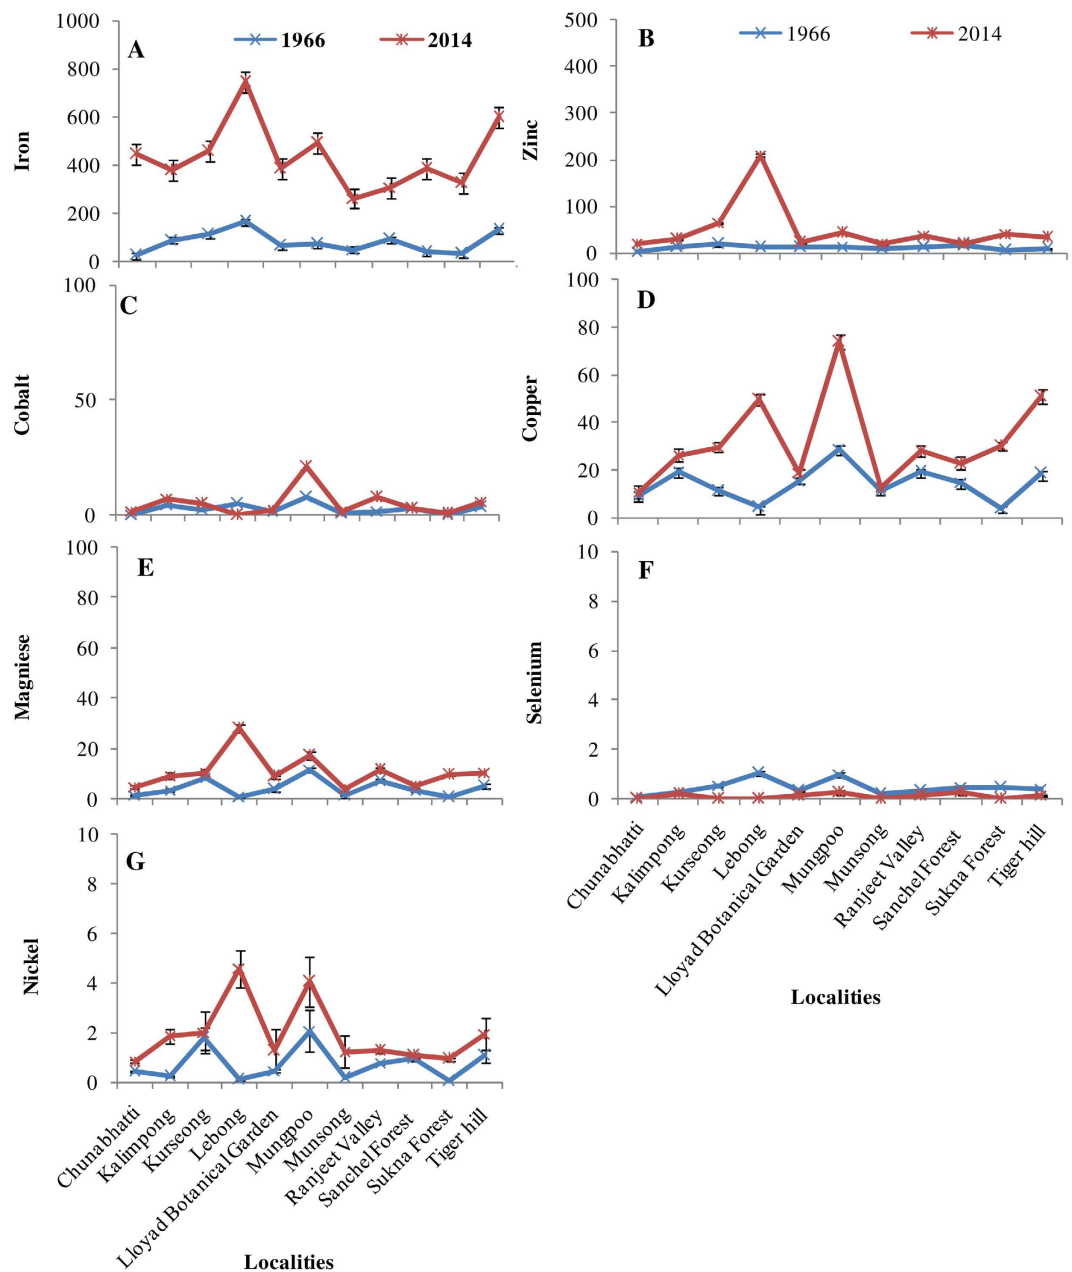 A
1966
2014
Iron
1000
800
600
400
200
0
B
1966
2014
Zinc
500
400
300
200
100
0
C
Cobalt
100
50
0
D
Copper
100
80
60
40
20
0
E
Magniese
100
80
60
40
20
0
F
Selenium
10
8
6
4
2
0
Chunabhatti
Kalimpong
Kurseong
Lebong
Lloyad Botanical Garden
Mungpoo
Munsong
Ranjeet Valley
Sanchel Forest
Sukna Forest
Tiger hill
Localities
G
Nickel
10
8
6
4
2
0
Chunabhatti
Kalimpong
Kurseong
Lebong
Lloyad Botanical Garden
Mungpoo
Munsong
Ranjeet Valley
Sanchel Forest
Sukna Forest
Tiger hill
Localities